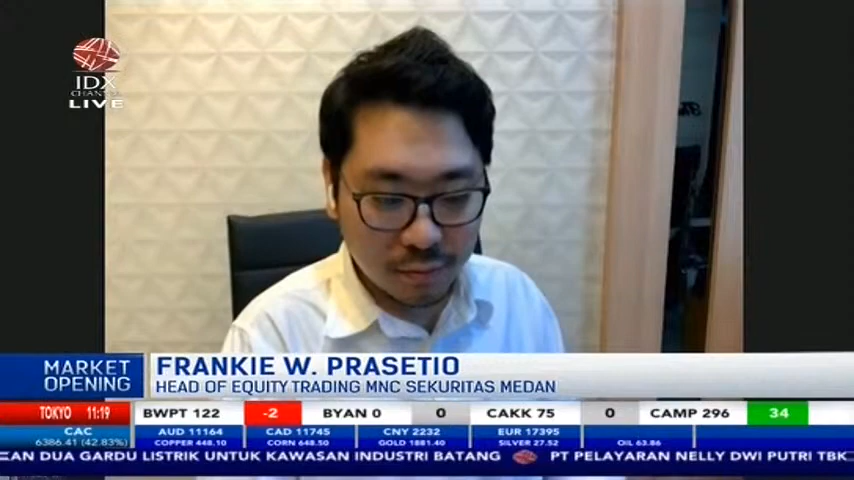 IDX
CHANNEL
LIVE
MARKET
OPENING
FRANKIE W. PRASETIO
HEAD OF EQUITY TRADING MNC SEKURITAS MEDAN
TOKYO 11:19 BWPT 122 -2 BYAN 0 0 CAKK 75 0 CAMP 296 34
CAC AUD 11164 CAD 11745 CNY 2232 EUR 17395
6386.41 (42.83%) COPPER 448.10 CORN 648.50 GOLD 1881.40 SILVER 27.52 OIL 63.86
CAN DUA GARDU LISTRIK UNTUK KAWASAN INDUSTRI BATANG IDX PT PELAYARAN NELLY DWI PUTRI TBK